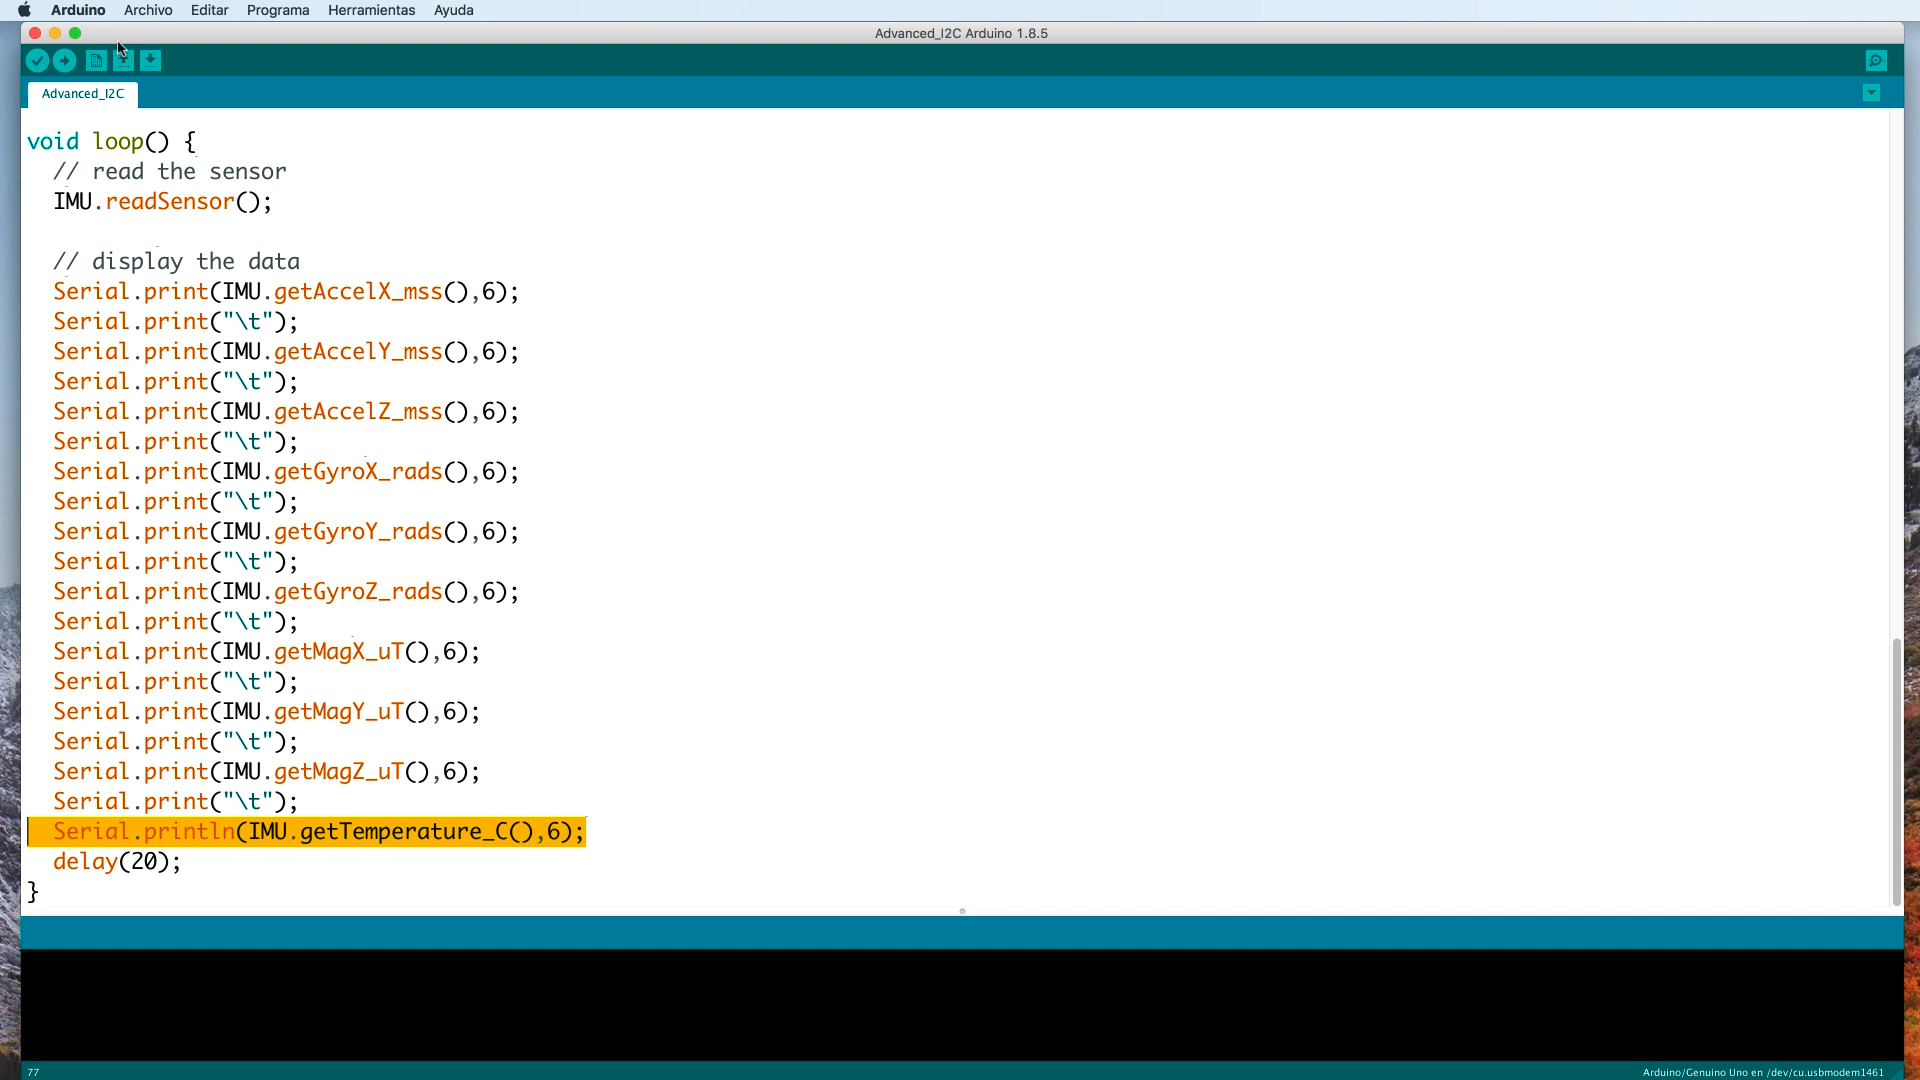 Arduino Archivo Editar Programa Herramientas Ayuda
Advanced_I2C Arduino 1.8.5
Advanced_I2C
void loop() {
  // read the sensor
  IMU.readSensor();

  // display the data
  Serial.print(IMU.getAccelX_mss(),6);
  Serial.print("\t");
  Serial.print(IMU.getAccelY_mss(),6);
  Serial.print("\t");
  Serial.print(IMU.getAccelZ_mss(),6);
  Serial.print("\t");
  Serial.print(IMU.getGyroX_rads(),6);
  Serial.print("\t");
  Serial.print(IMU.getGyroY_rads(),6);
  Serial.print("\t");
  Serial.print(IMU.getGyroZ_rads(),6);
  Serial.print("\t");
  Serial.print(IMU.getMagX_uT(),6);
  Serial.print("\t");
  Serial.print(IMU.getMagY_uT(),6);
  Serial.print("\t");
  Serial.print(IMU.getMagZ_uT(),6);
  Serial.print("\t");
  Serial.println(IMU.getTemperature_C(),6);
  delay(20);
}
77
Arduino/Genuino Uno en /dev/cu.usbmodem1461